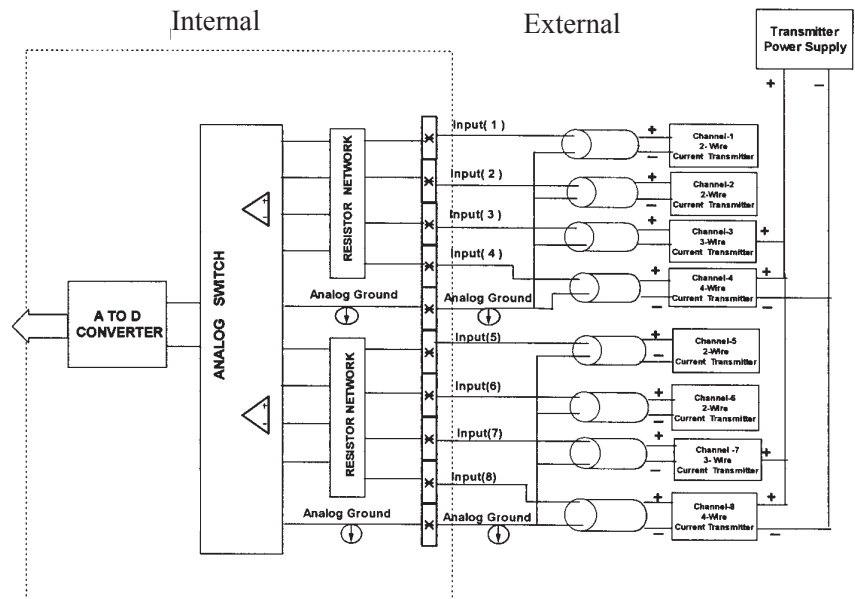 Internal
External
Transmitter
Power Supply
+
−
Input( 1 )
+
−
Channel-1
2- Wire
Current Transmitter
Input( 2 )
+
−
Channel-2
2-Wire
Current Transmitter
RESISTOR NETWORK
Input( 3 )
+
−
Channel-3
3-Wire
Current Transmitter
+
Input( 4 )
+
−
Channel-4
4-Wire
Current Transmitter
+
−
Analog Ground
Analog Ground
A TO D
CONVERTER
ANALOG SWITCH
Input(5)
+
−
Channel-5
2-Wire
Current Transmitter
RESISTOR NETWORK
Input(6)
+
−
Channel-6
2-Wire
Current Transmitter
Input(7)
+
−
Channel -7
3- Wire
Current Transmitter
+
Input(8)
+
−
Channel-8
4-Wire
Current Transmitter
+
−
Analog Ground
Analog Ground